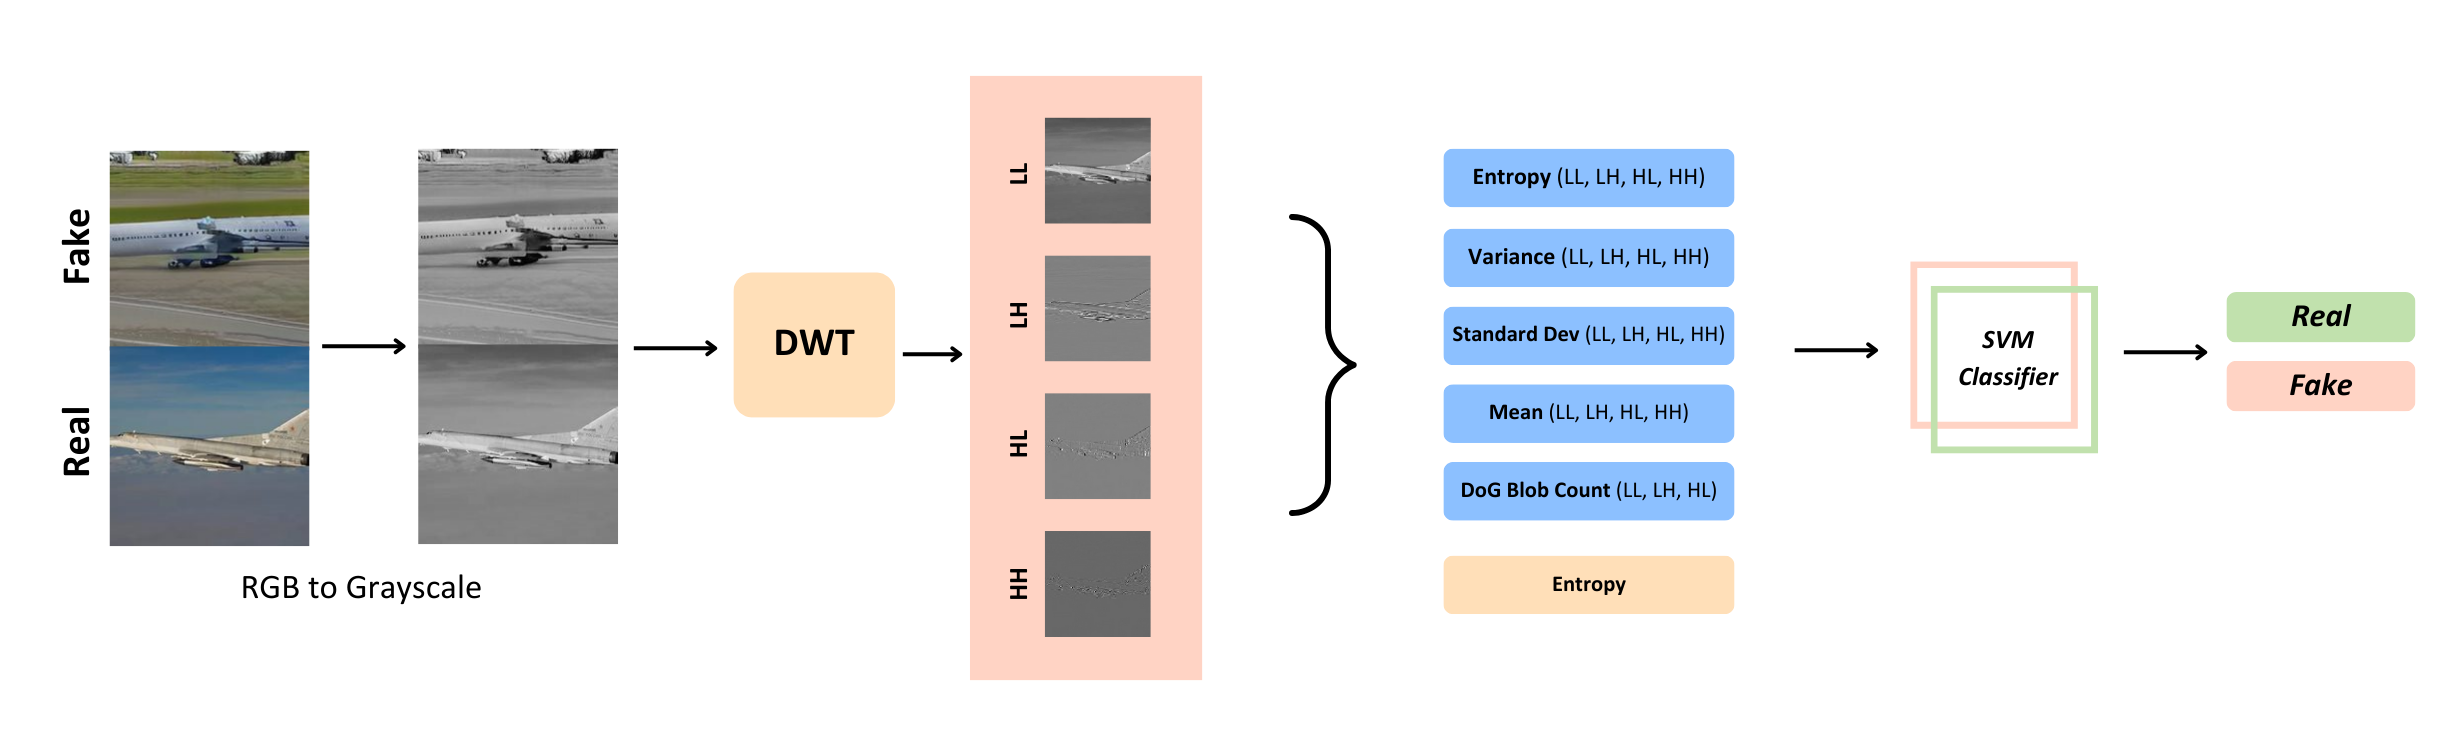 Fake
Real
RGB to Grayscale
DWT
LL
LH
HL
HH
Entropy (LL, LH, HL, HH)
Variance (LL, LH, HL, HH)
Standard Dev (LL, LH, HL, HH)
Mean (LL, LH, HL, HH)
DoG Blob Count (LL, LH, HL)
Entropy
SVM
Classifier
Real
Fake